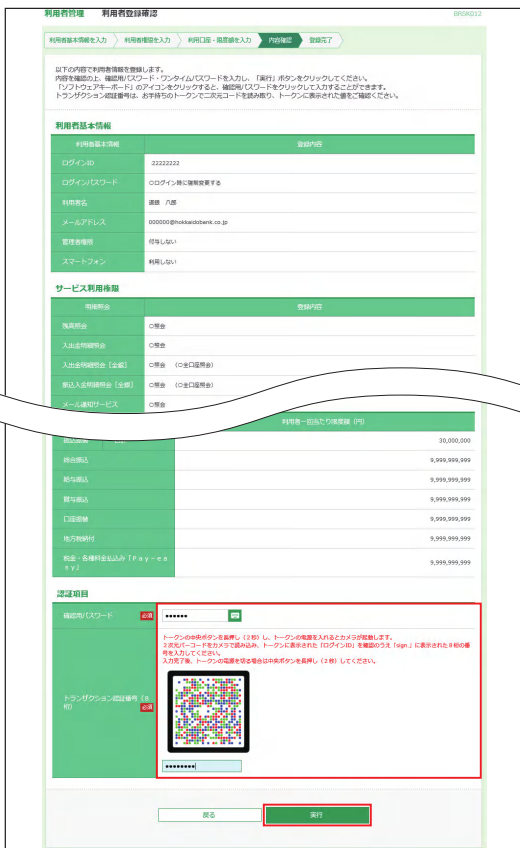 利用者管理 利用者登録確認 BRSK012
利用者基本情報を入力 利用者権限を入力 利用口座・限度額を入力 内容確認 登録完了
以下の内容で利用者情報を登録します。
内容を確認の上、確認用パスワード・ワンタイムパスワードを入力し、「実行」ボタンをクリックしてください。
「ソフトウェアキーボード」のアイコンをクリックすると、確認用パスワードをクリックして入力することができます。
トランザクション認証番号は、お手持ちのトークンで二次元コードを読み取り、トークンに表示された値をご確認ください。
利用者基本情報
利用者基本情報 登録内容
ログインID 22222222
ログインパスワード ○ログイン時に強制変更する
利用者名 道銀 八郎
メールアドレス 000000@hokkaidobank.co.jp
管理者権限 付与しない
スマートフォン 利用しない
サービス利用権限
明細照会 登録内容
残高照会 ○照会
入出金明細照会 ○照会
入出金明細照会［全銀］ ○照会 （○全口座照会）
振込入金明細照会［全銀］ ○照会 （○全口座照会）
メール通知サービス ○照会
利用者一回当たり限度額（円）
30,000,000
総合振込 9,999,999,999
給与振込 9,999,999,999
賞与振込 9,999,999,999
口座振替 9,999,999,999
地方税納付 9,999,999,999
税金・各種料金払込み「Pay-easy」 9,999,999,999
認証項目
確認用パスワード 必須 ●●●●●●
トークンの中央ボタンを長押し（2秒）し、トークンの電源を入れるとカメラが起動します。
2次元バーコードをカメラで読み込み、トークンに表示された「ログインID」を確認のうえ「sign.」に表示された8桁の番
号を入力してください。
入力完了後、トークンの電源を切る場合は中央ボタンを長押し（2秒）してください。
トランザクション認証番号（8
桁） 必須
●●●●●●●●
戻る 実行